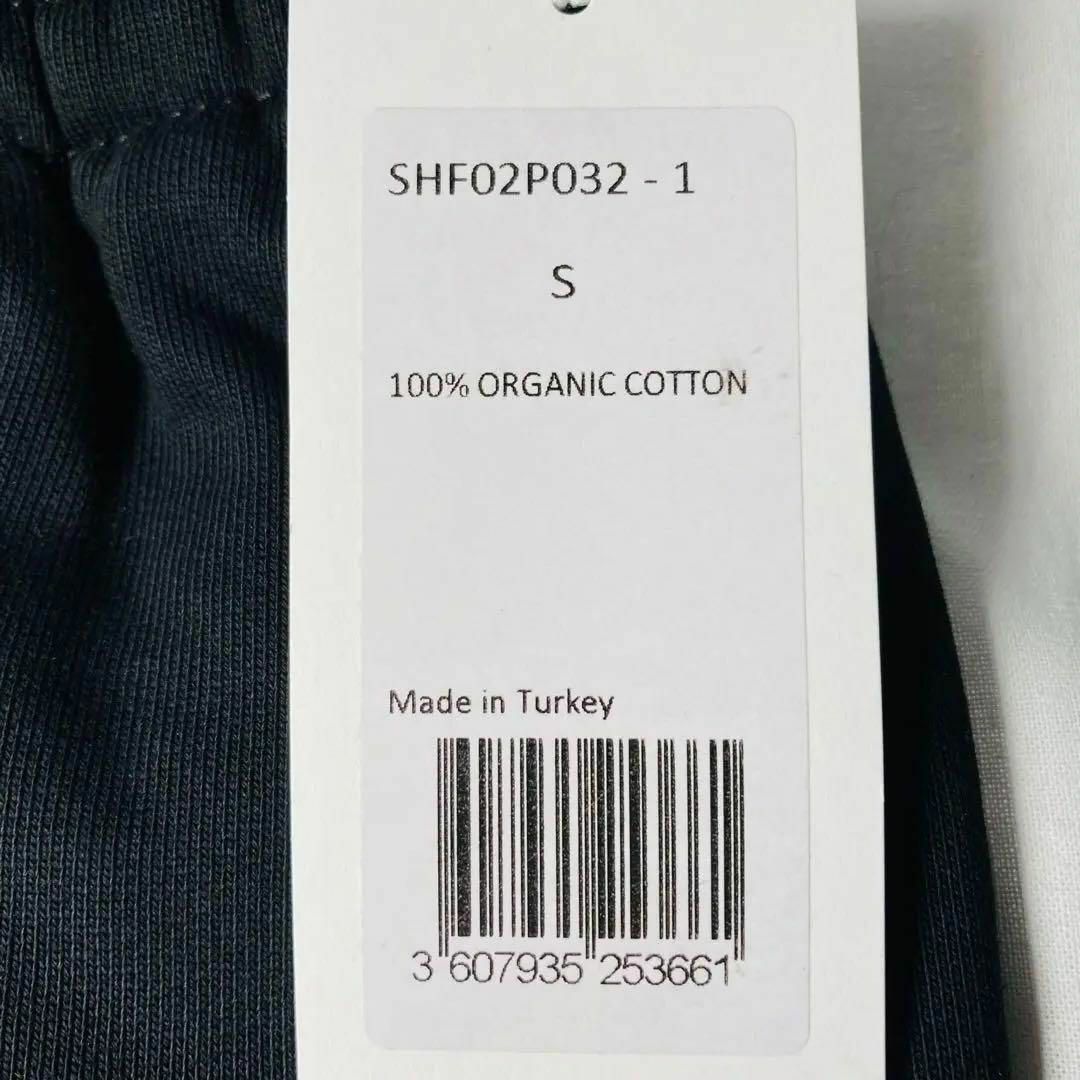 SHF02P032 - 1
S
100% ORGANIC COTTON
Made in Turkey
3 607935 253661